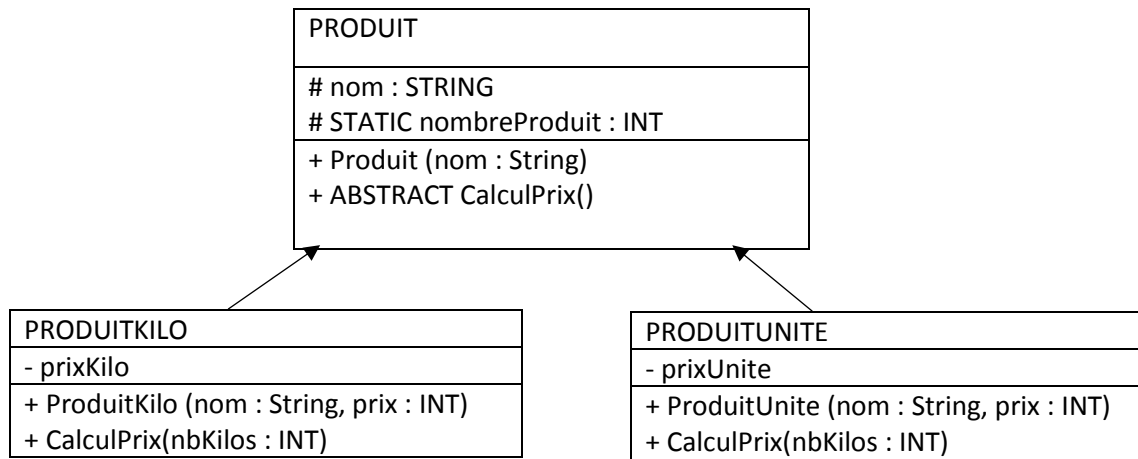 PRODUIT
# nom : STRING
# STATIC nombreProduit : INT
+ Produit (nom : String)
+ ABSTRACT CalculPrix()
PRODUITKILO
- prixKilo
+ ProduitKilo (nom : String, prix : INT)
+ CalculPrix(nbKilos : INT)
PRODUITUNITE
- prixUnite
+ ProduitUnite (nom : String, prix : INT)
+ CalculPrix(nbKilos : INT)